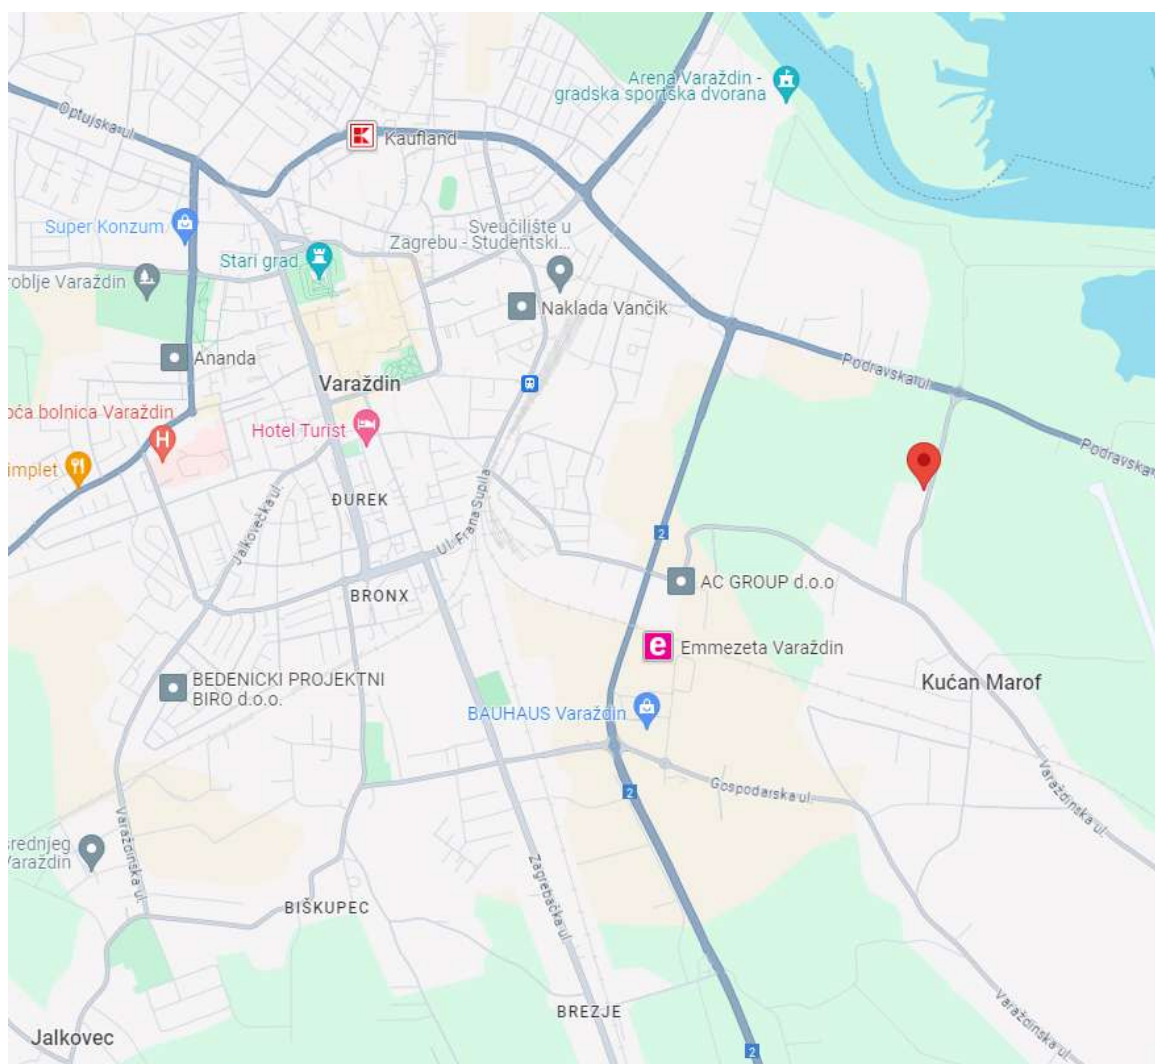 Optujska ul
Kaufland
Arena Varaždin -
gradska sportska dvorana
Super Konzum
Sveučilište u
Zagrebu - Studentski...
Stari grad
roblje Varaždin
Naklada Vančik
Ananda
Podravska ul
Varaždin
oća bolnica Varaždin
H
Hotel Turist
Podravska
implet
Ul. Frana Supila
ĐUREK
Jalkovečka ul.
2
AC GROUP d.o.o
BRONX
e
Emmezeta Varaždin
BEDENICKI PROJEKTNI
BIRO d.o.o.
Kućan Marof
BAUHAUS Varaždin
2
Gospodarska ul.
Varaždinska ul.
Varaždinska ul.
srednjeg
Varaždin
Zagrebačka ul.
BIŠKUPEC
BREZJE
Varaždinska ul.
Jalkovec
2